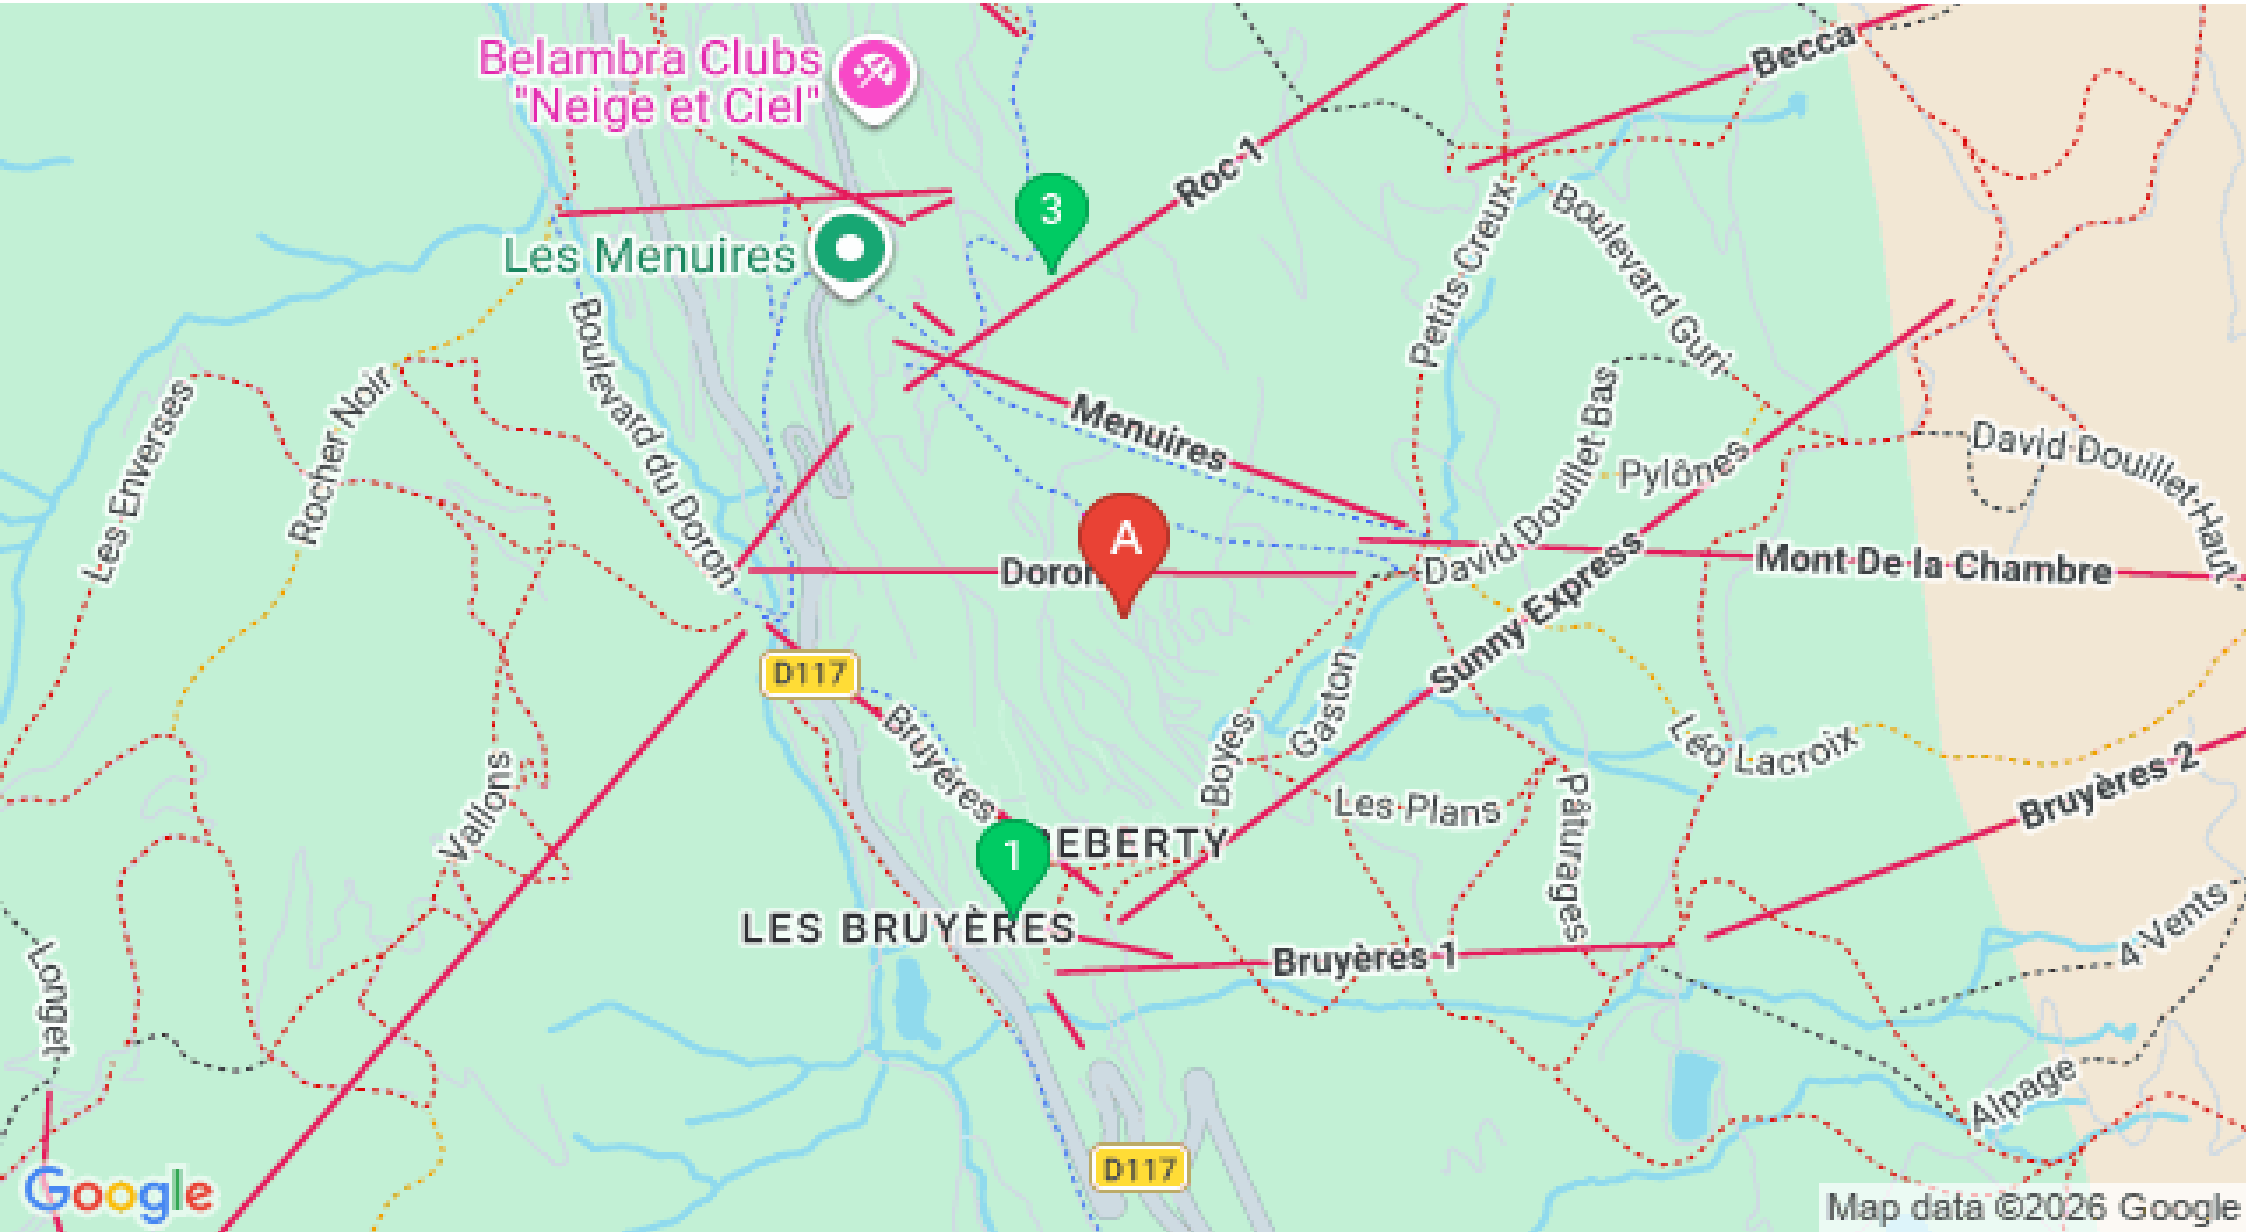 Belambra Clubs
"Neige et Ciel"
Becca
Roc 1
3
Les Menuires
Petits Creux
Boulevard Guri
Boulevard du Doron
Les Enverses
Rocher Noir
Menuires
David Douillet Bas
Pylônes
David Douillet Haut
A
Doron
Mont De la Chambre
Sunny Express
D117
Bruyères
Gaston
Boyes
Léo Lacroix
Les Plans
Pâturages
Bruyères 2
Vallons
1
EBERTY
LES BRUYÈRES
Bruyères 1
4 Vents
Longet
Alpage
D117
Google
Map data ©2026 Google